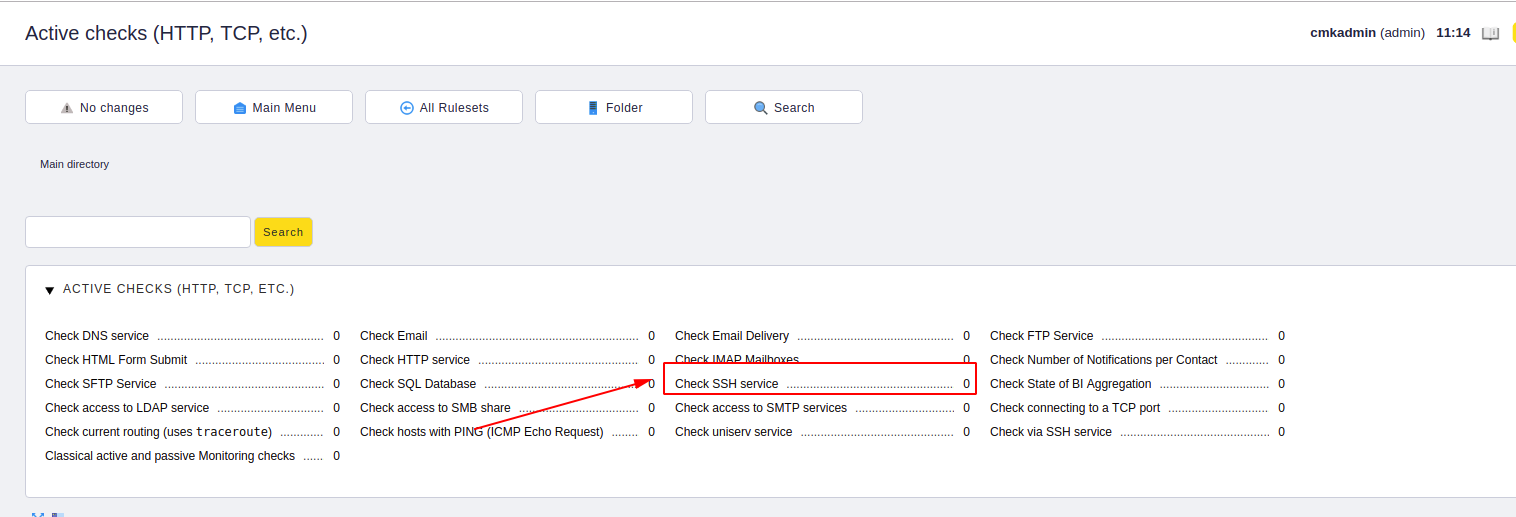 Active checks (HTTP, TCP, etc.)
cmkadmin (admin) 11:14
No changes
Main Menu
All Rulesets
Folder
Search
Main directory
Search
ACTIVE CHECKS (HTTP, TCP, ETC.)
Check DNS service 0 Check Email 0 Check Email Delivery 0 Check FTP Service 0
Check HTML Form Submit 0 Check HTTP service 0 Check IMAP Mailboxes 0 Check Number of Notifications per Contact 0
Check SFTP Service 0 Check SQL Database 0 Check SSH service 0 Check State of BI Aggregation 0
Check access to LDAP service 0 Check access to SMB share 0 Check access to SMTP services 0 Check connecting to a TCP port 0
Check current routing (uses traceroute) 0 Check hosts with PING (ICMP Echo Request) 0 Check uniserv service 0 Check via SSH service 0
Classical active and passive Monitoring checks 0